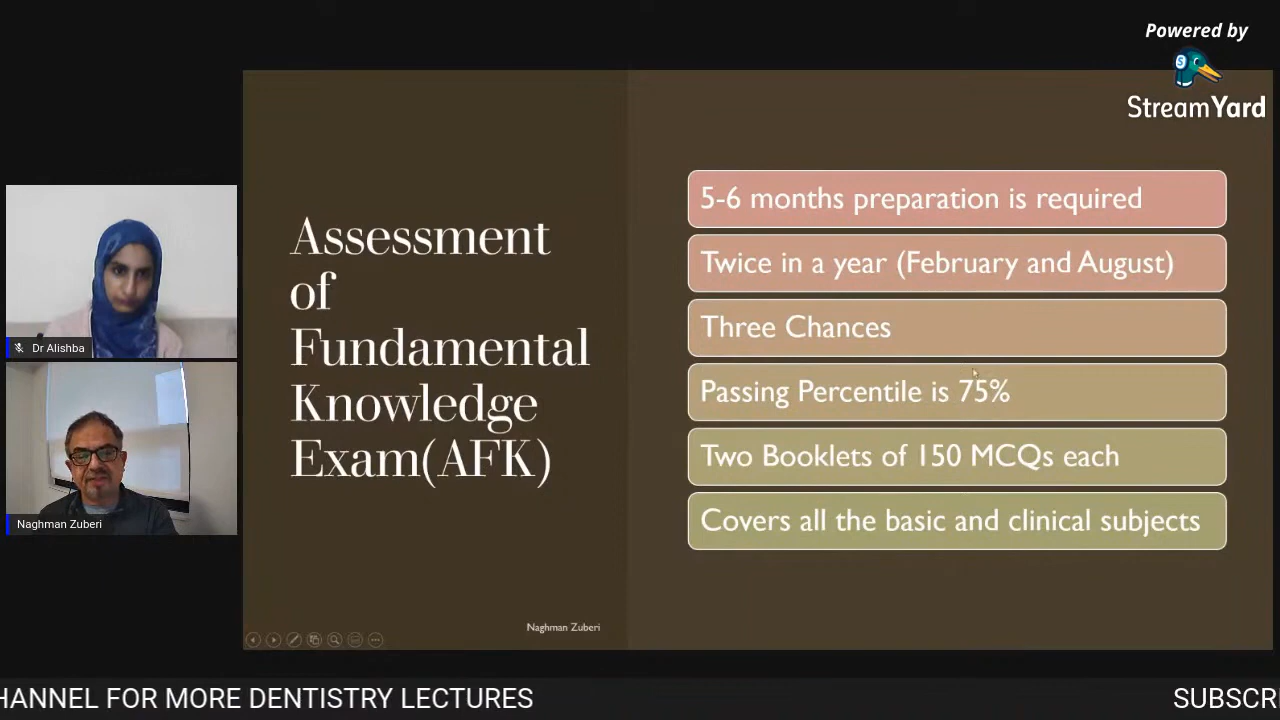 Powered by
StreamYard
Assessment
of
Fundamental
Knowledge
Exam(AFK)
5-6 months preparation is required
Twice in a year (February and August)
Three Chances
Passing Percentile is 75%
Two Booklets of 150 MCQs each
Covers all the basic and clinical subjects
Dr Alishba
Naghman Zuberi
Naghman Zuberi
HANNEL FOR MORE DENTISTRY LECTURES
SUBSCR